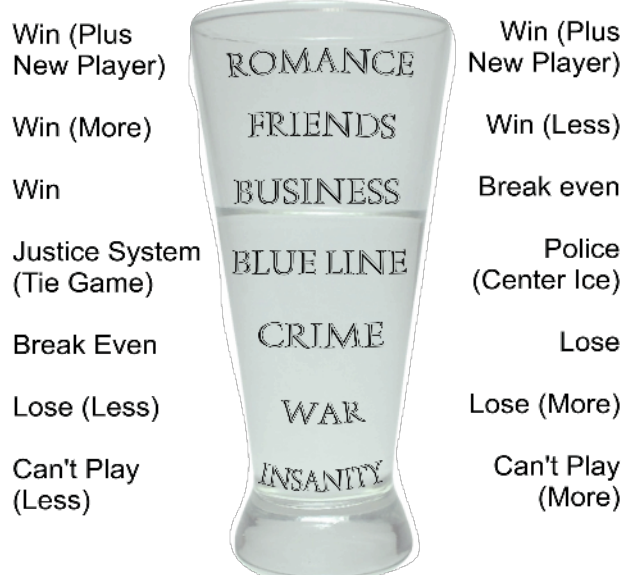 Win (Plus
New Player)
ROMANCE
Win (Plus
New Player)
Win (More)
FRIENDS
Win (Less)
Win
BUSINESS
Break even
Justice System
(Tie Game)
BLUE LINE
Police
(Center Ice)
Break Even
CRIME
Lose
Lose (Less)
WAR
Lose (More)
Can't Play
(Less)
INSANITY
Can't Play
(More)